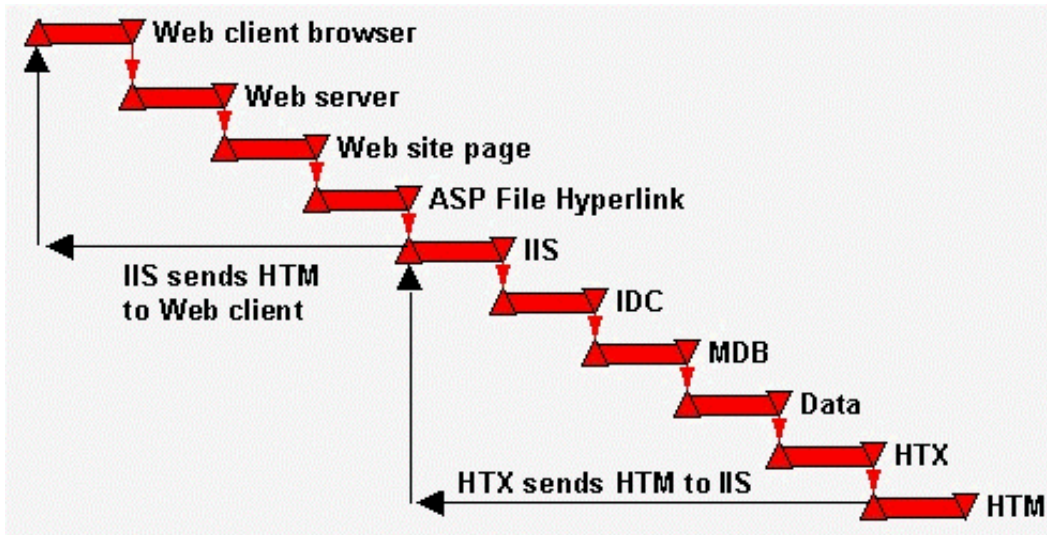 Web client browser
Web server
Web site page
ASP File Hyperlink
IIS
IIS sends HTM
to Web client
IDC
MDB
Data
HTX
HTX sends HTM to IIS
HTM